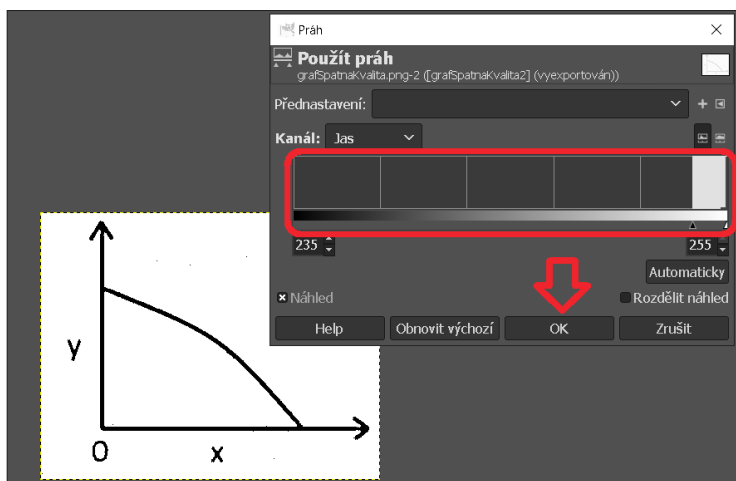 Práh
Použít práh
grafSpatnaKvalita.png-2 ([grafSpatnaKvalita2] (vyexportován))
Přednastavení:
Kanál: Jas
235 255
Automaticky
Náhled Rozdělit náhled
Help Obnovit výchozí OK Zrušit
y
0 x